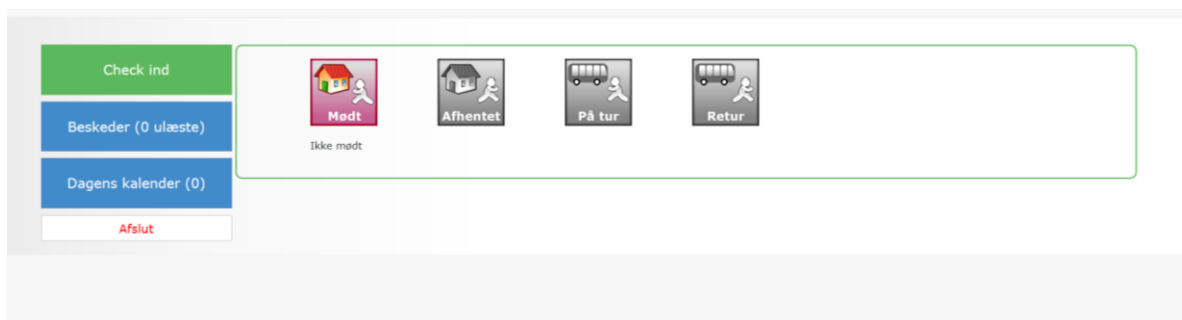 Check ind
Beskeder (0 ulæste)
Dagens kalender (0)
Afslut
Mødt
Afhentet
På tur
Retur
Ikke mødt